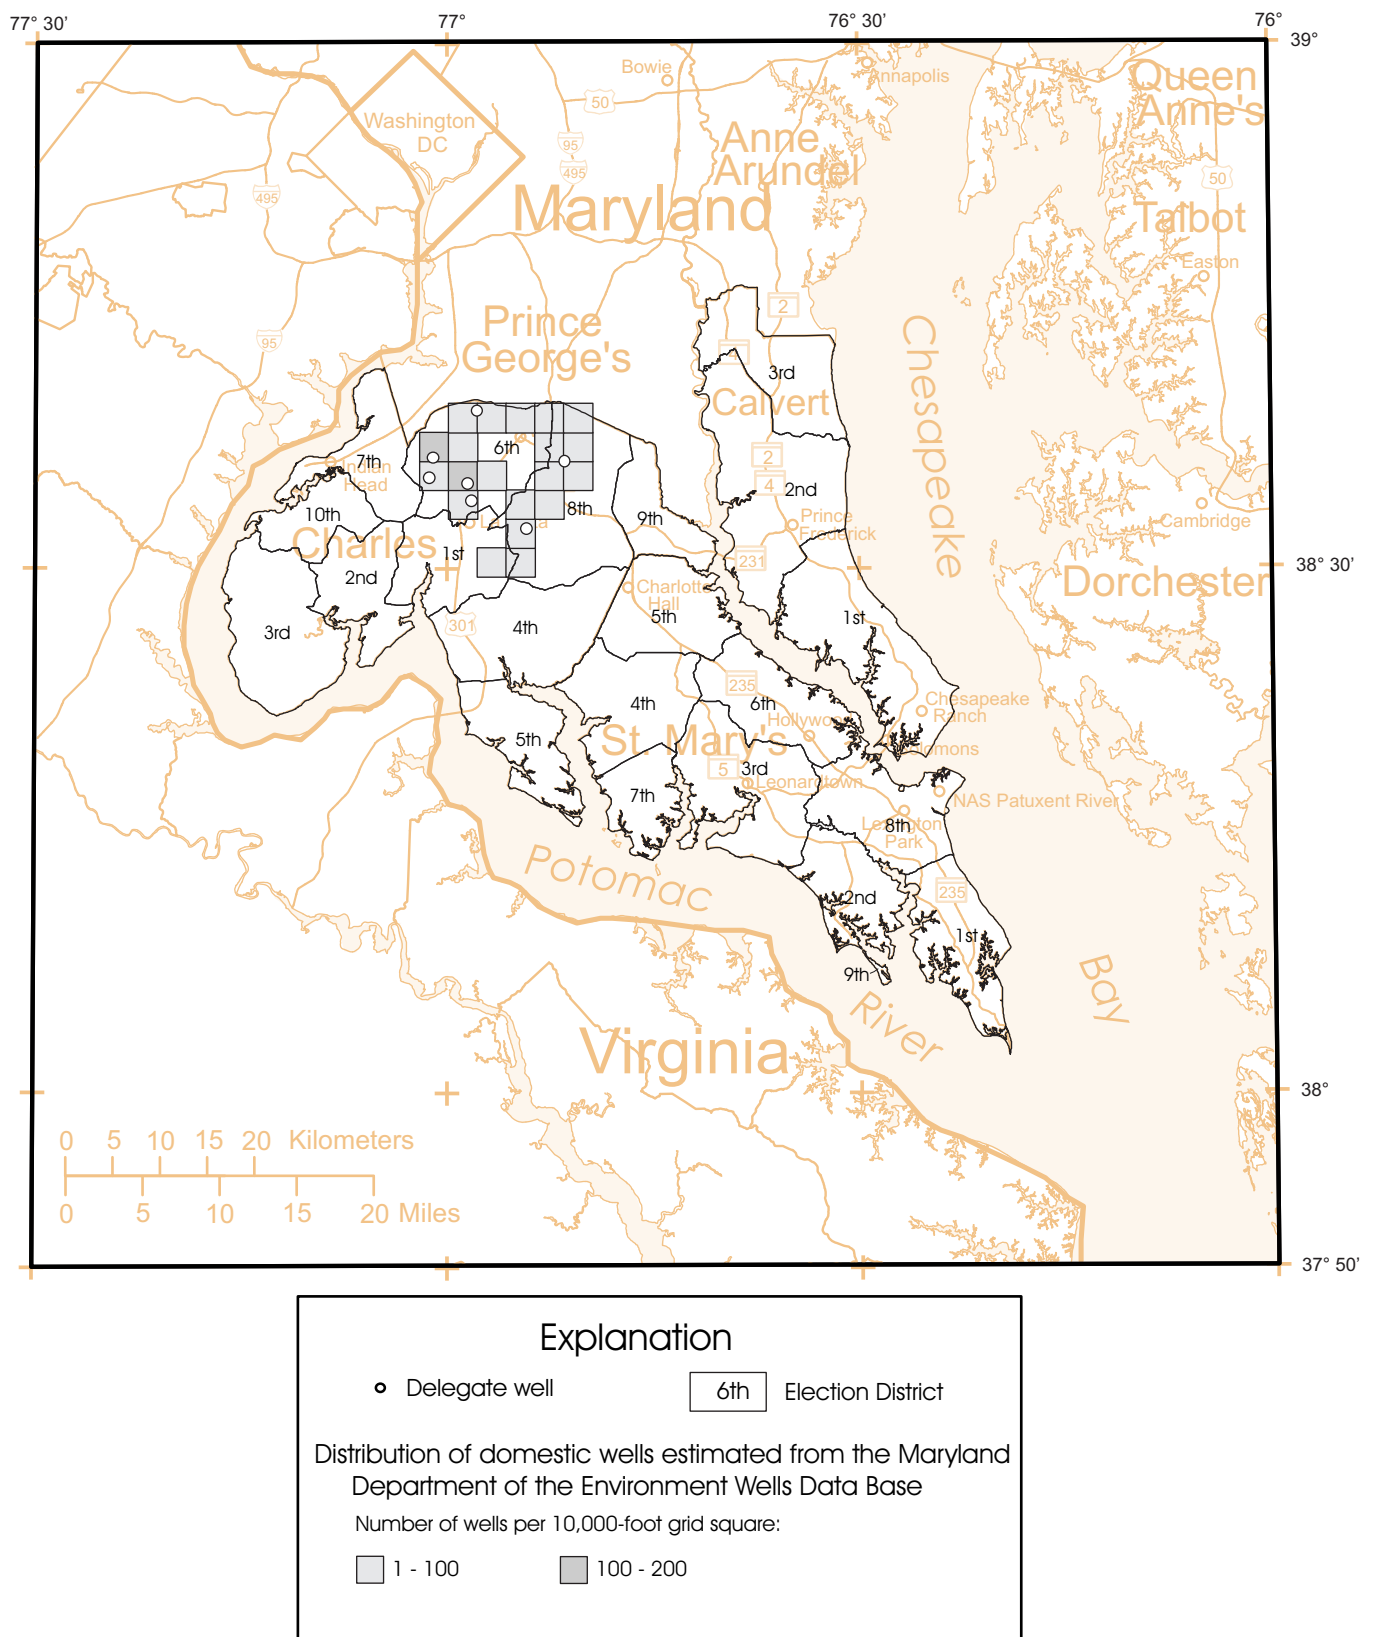 77° 30'
77°
76° 30'
76°
39°
Bowie
Annapolis
Queen
Anne's
50
Washington
DC
95
Anne
Arundel
495
495
50
Maryland
Talbot
Easton
2
Prince
George's
95
Chesapeake
4
3rd
Calvert
6th
7th
Indian
Head
2
4
2nd
10th
8th
9th
Prince
Frederick
Cambridge
Charles
1st
231
38° 30'
2nd
Charlotte
Hall
Dorchester
3rd
301
4th
5th
1st
235
4th
6th
Chesapeake
Ranch
Hollywood
5th
St. Mary's
Solomons
5
3rd
Leonardtown
7th
NAS Patuxent River
8th
Lexington
Park
Potomac
235
2nd
1st
9th
Bay
River
Virginia
38°
0 5 10 15 20 Kilometers
0 5 10 15 20 Miles
37° 50'
Explanation
Delegate well
6th
Election District
Distribution of domestic wells estimated from the Maryland
Department of the Environment Wells Data Base
Number of wells per 10,000-foot grid square:
1 - 100
100 - 200